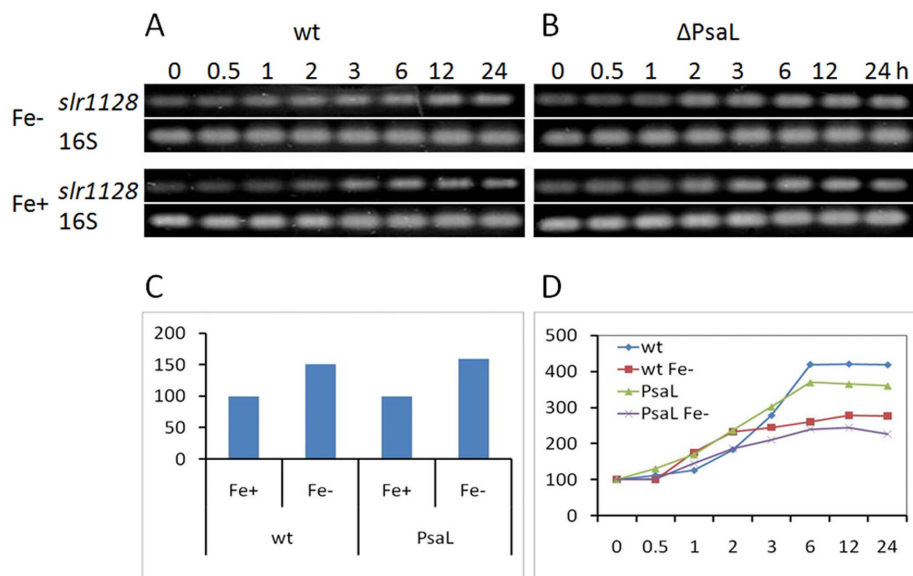 A wt B ΔPsaL
0 0.5 1 2 3 6 12 24 0 0.5 1 2 3 6 12 24 h
Fe- slr1128
16S
Fe+ slr1128
16S
C D
200
150
100
50
0
Fe+ Fe- Fe+ Fe-
wt PsaL
500
400
300
200
100
0
wt
wt Fe-
PsaL
PsaL Fe-
0 0.5 1 2 3 6 12 24